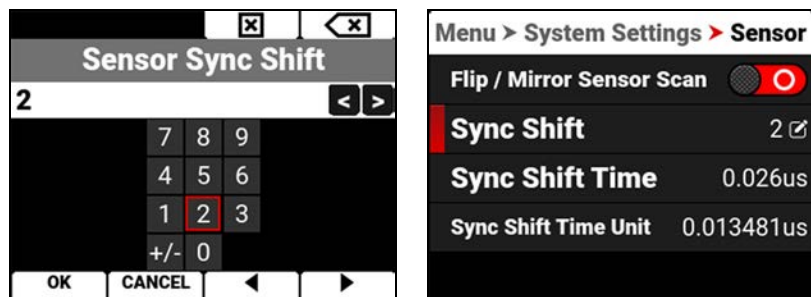 Sensor Sync Shift
2 < >
7 8 9
4 5 6
1 2 3
+/- 0
OK CANCEL
Menu > System Settings > Sensor
Flip / Mirror Sensor Scan
Sync Shift 2
Sync Shift Time 0.026us
Sync Shift Time Unit 0.013481us